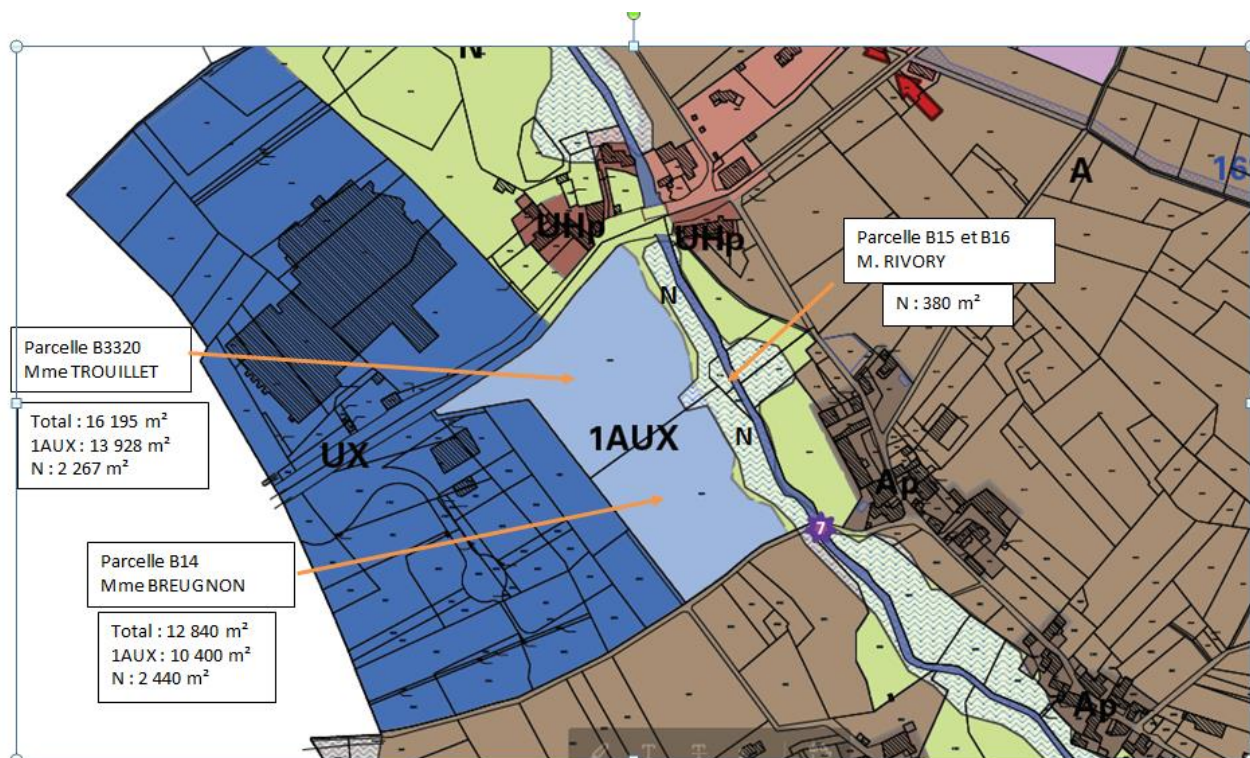 N
A
16
UHp
UHp
Parcelle B15 et B16
M. RIVORY
N : 380 m²
N
Parcelle B3320
Mme TROUILLET
Total : 16 195 m²
1AUX : 13 928 m²
N : 2 267 m²
1AUX
N
UX
Ap
7
Parcelle B14
Mme BREUGNON
Total : 12 840 m²
1AUX : 10 400 m²
N : 2 440 m²
Ap